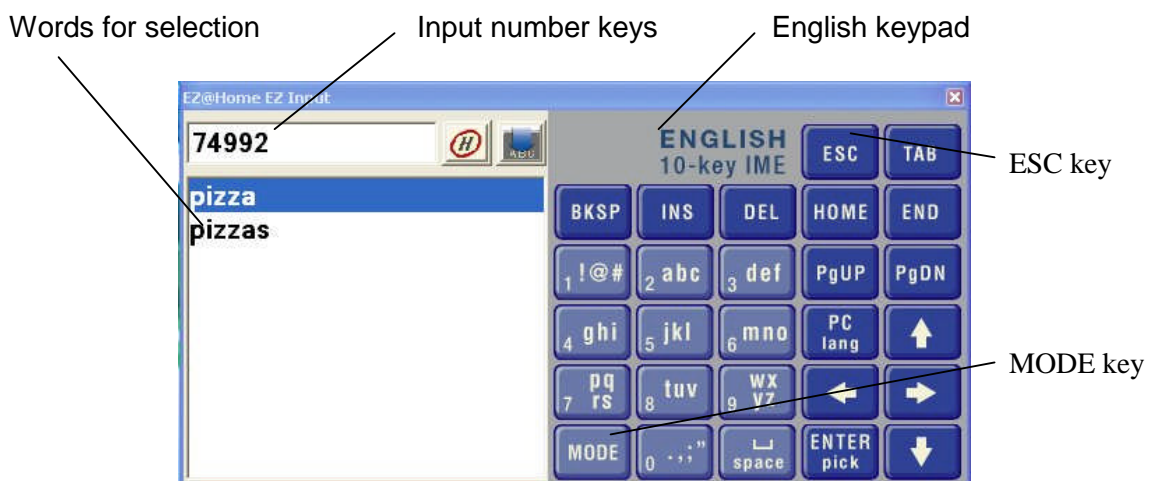 Words for selection
Input number keys
English keypad
EZ@Home EZ Input
74992
H
ABC
ENGLISH
10-key IME
ESC
TAB
ESC key
pizza
pizzas
BKSP
INS
DEL
HOME
END
1 !@#
2 abc
3 def
PgUP
PgDN
4 ghi
5 jkl
6 mno
PC
lang
MODE key
7 pq
rs
8 tuv
9 wx
yz
MODE
0 .,;"
space
ENTER
pick